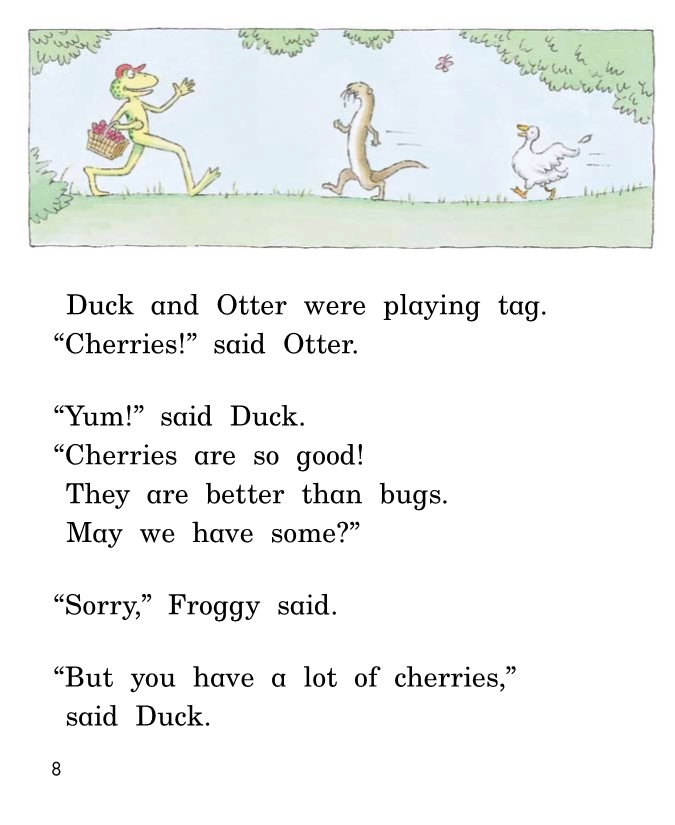 Duck and Otter were playing tag.
“Cherries!” said Otter.
“Yum!” said Duck.
“Cherries are so good!
They are better than bugs.
May we have some?”
“Sorry,” Froggy said.
“But you have a lot of cherries,”
said Duck.
8